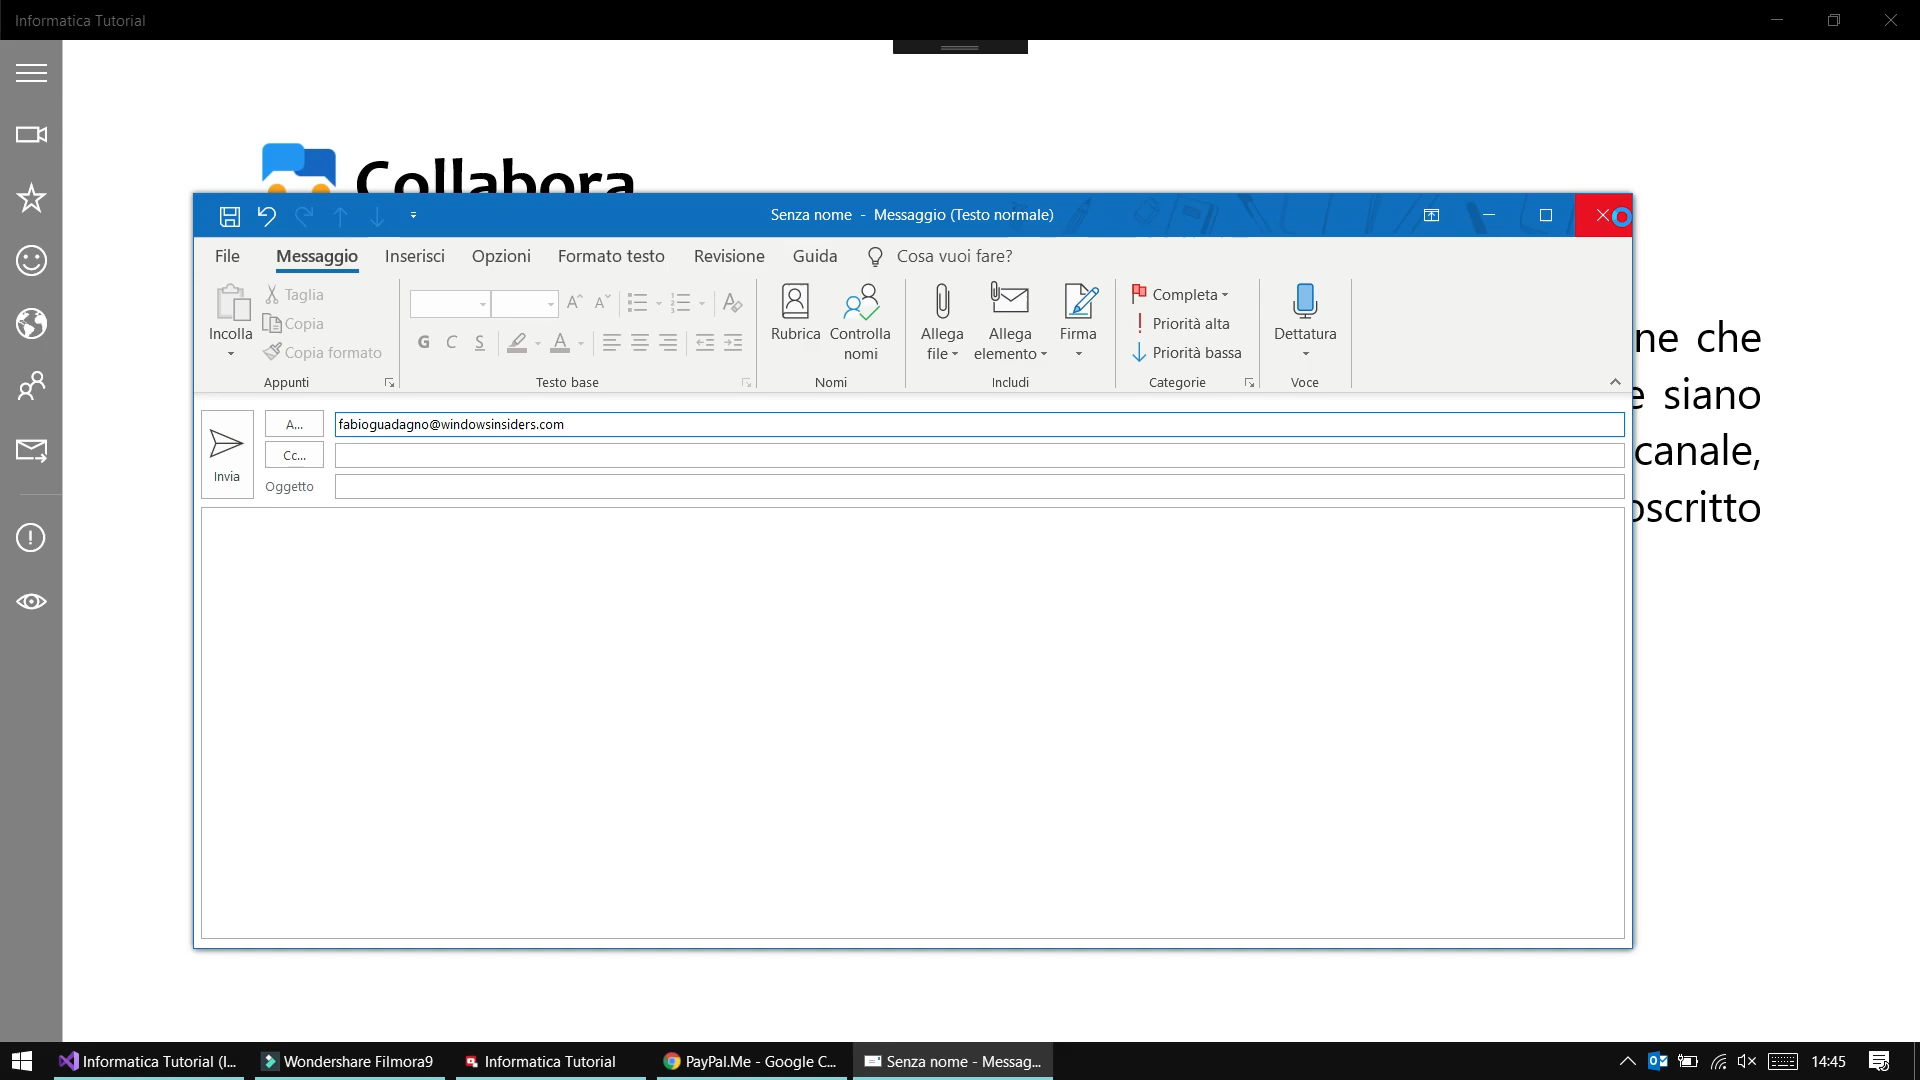 Informatica Tutorial
Collabora
Senza nome - Messaggio (Testo normale)
File Messaggio Inserisci Opzioni Formato testo Revisione Guida Cosa vuoi fare?
Incolla
Taglia
Copia
Copia formato
Appunti
G C S
Testo base
Rubrica
Controlla nomi
Nomi
Allega file
Allega elemento
Firma
Includi
Completa
Priorità alta
Priorità bassa
Categorie
Dettatura
Voce
ne che
e siano
canale,
oscritto
Invia
A... fabioguadagno@windowsinsiders.com
Cc...
Oggetto
Informatica Tutorial (I... Wondershare Filmora9 Informatica Tutorial PayPal.Me - Google C... Senza nome - Messag... 14:45